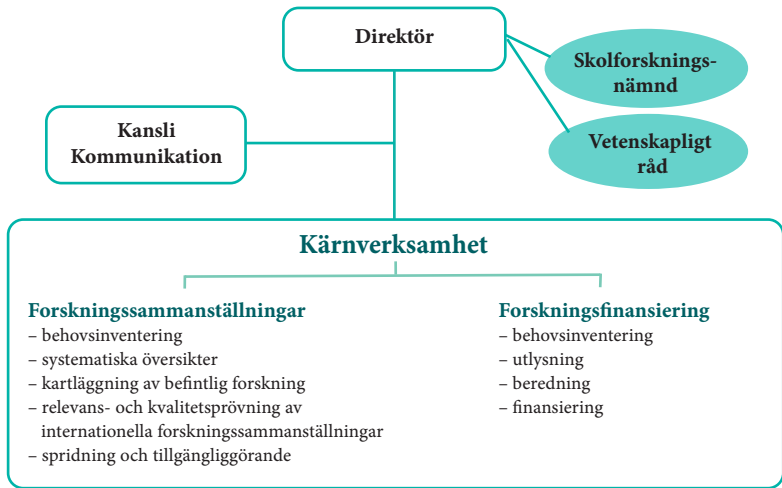 Direktör
Skolforsknings-
nämnd
Kansli
Kommunikation
Vetenskapligt
råd
Kärnverksamhet
Forskningssammanställningar
– behovsinventering
– systematiska översikter
– kartläggning av befintlig forskning
– relevans- och kvalitetsprövning av
internationella forskningssammanställningar
– spridning och tillgängliggörande
Forskningsfinansiering
– behovsinventering
– utlysning
– beredning
– finansiering